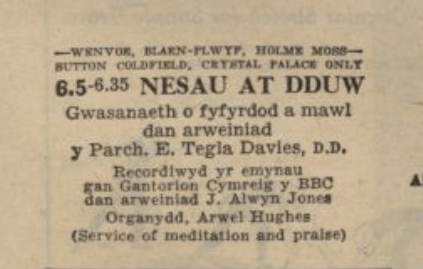 —WENVOE, BLAEN-PLWYF, HOLME MOSS—
SUTTON COLDFIELD, CRYSTAL PALACE ONLY
6.5-6.35 NESAU AT DDUW
Gwasanaeth o fyfyrdod a mawl
dan arweiniad
y Parch. E. Tegla Davies, D.D.
Recordlwyd yr emynau
gan Gantorion Cymreig y BBC
dan arweiniad J. Alwyn Jones
Organydd, Arwel Hughes
(Service of meditation and praise)